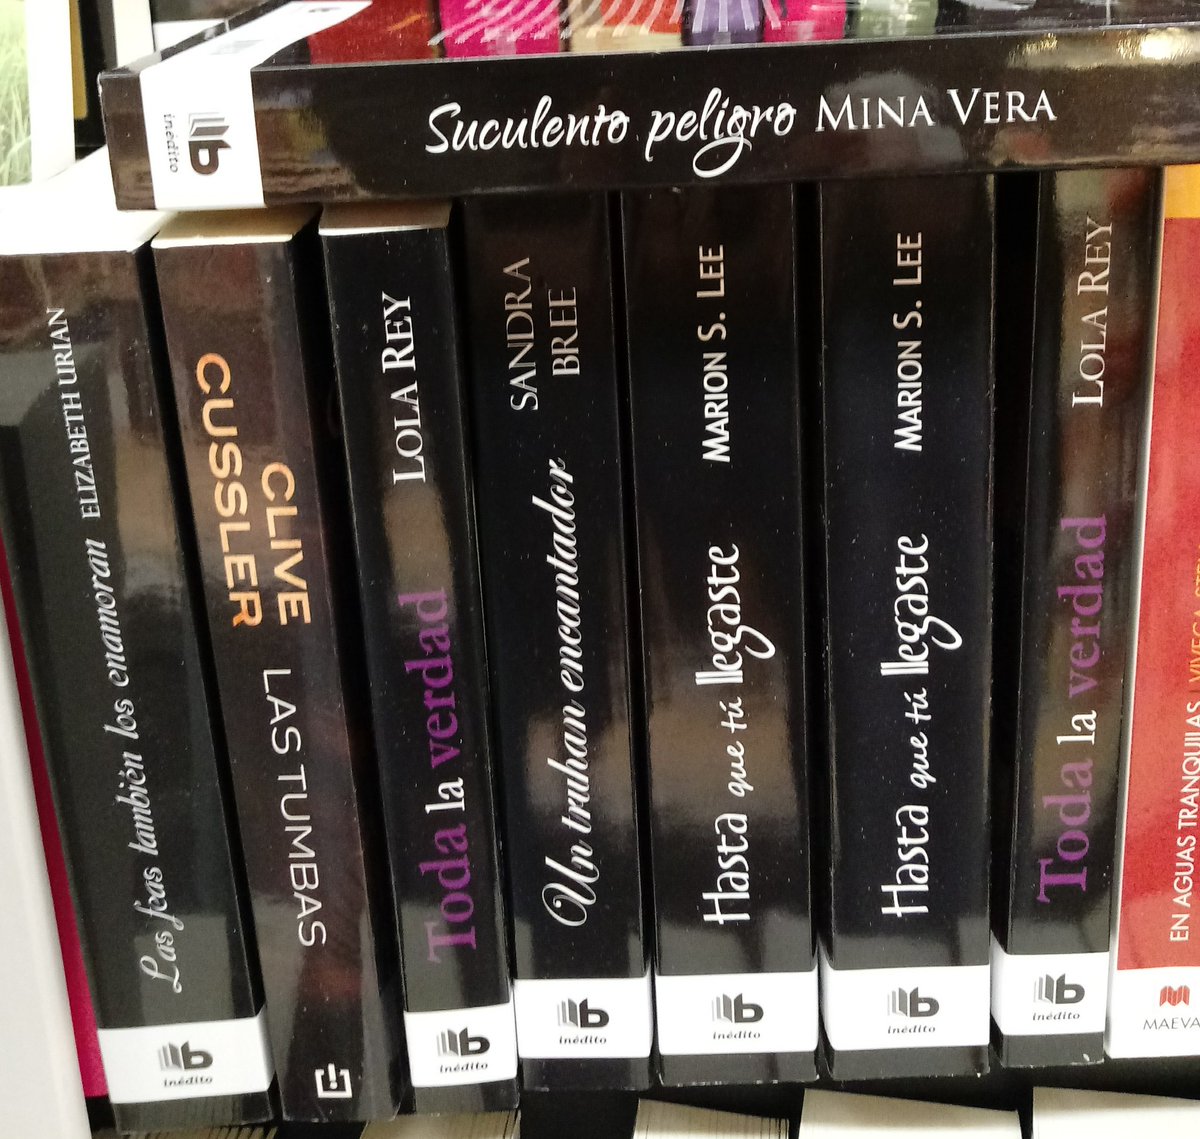 Suculento peligro MINA VERA
b
inédito
Las feas también los enamoran ELIZABETH URIAN
b
inédito
CLIVE
CUSSLER
LAS TUMBAS
LOLA REY
Toda la verdad
b
inédito
SANDRA
BREE
Un truhan encantador
b
inédito
MARION S. LEE
Hasta que tú llegaste
b
inédito
MARION S. LEE
Hasta que tú llegaste
b
inédito
LOLA REY
Toda la verdad
b
inédito
EN AGUAS TRANQUILAS VIVECA
MAEVA